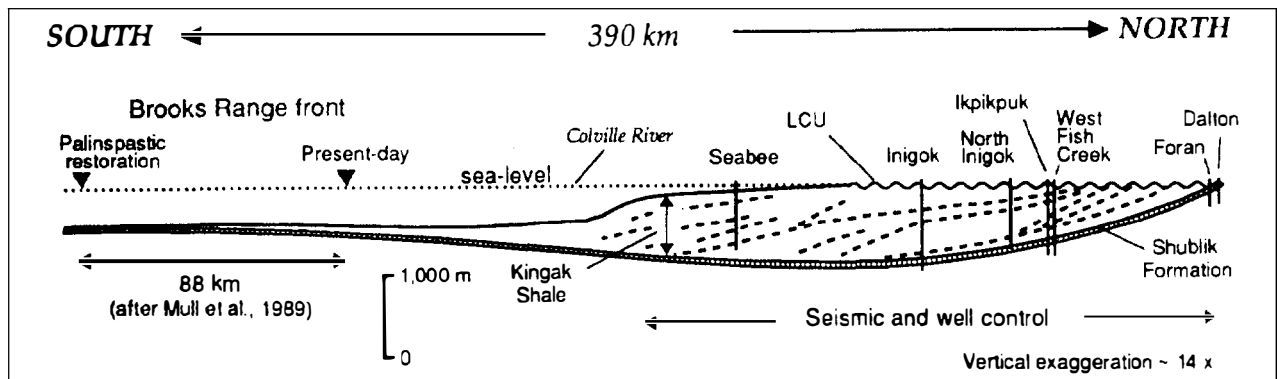 SOUTH
390 km
NORTH
Brooks Range front
Palinspastic
restoration
Present-day
sea-level
Colville River
Seabee
LCU
Inigok
Ikpikpuk
North
Inigok
West
Fish
Creek
Foran
Dalton
88 km
(after Mull et al., 1989)
1,000 m
0
Kingak
Shale
Shublik
Formation
Seismic and well control
Vertical exaggeration ~ 14 x